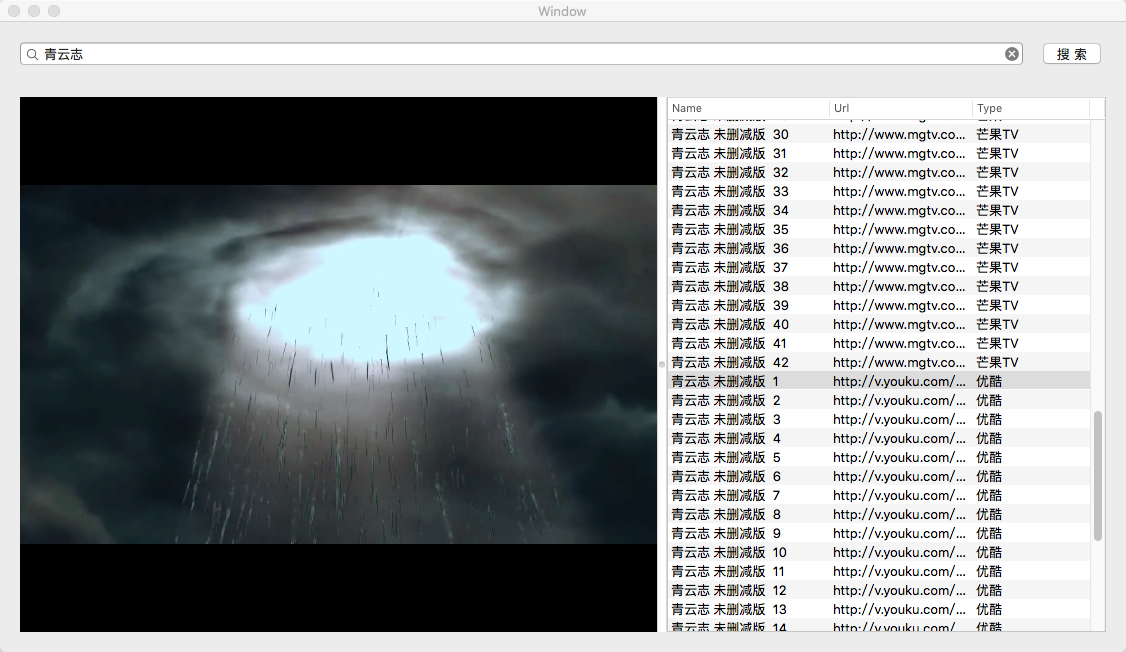 Window
青云志
搜 索
Name Url Type
青云志 未删减版 30 http://www.mgtv.co... 芒果TV
青云志 未删减版 31 http://www.mgtv.co... 芒果TV
青云志 未删减版 32 http://www.mgtv.co... 芒果TV
青云志 未删减版 33 http://www.mgtv.co... 芒果TV
青云志 未删减版 34 http://www.mgtv.co... 芒果TV
青云志 未删减版 35 http://www.mgtv.co... 芒果TV
青云志 未删减版 36 http://www.mgtv.co... 芒果TV
青云志 未删减版 37 http://www.mgtv.co... 芒果TV
青云志 未删减版 38 http://www.mgtv.co... 芒果TV
青云志 未删减版 39 http://www.mgtv.co... 芒果TV
青云志 未删减版 40 http://www.mgtv.co... 芒果TV
青云志 未删减版 41 http://www.mgtv.co... 芒果TV
青云志 未删减版 42 http://www.mgtv.co... 芒果TV
青云志 未删减版 1 http://v.youku.com/... 优酷
青云志 未删减版 2 http://v.youku.com/... 优酷
青云志 未删减版 3 http://v.youku.com/... 优酷
青云志 未删减版 4 http://v.youku.com/... 优酷
青云志 未删减版 5 http://v.youku.com/... 优酷
青云志 未删减版 6 http://v.youku.com/... 优酷
青云志 未删减版 7 http://v.youku.com/... 优酷
青云志 未删减版 8 http://v.youku.com/... 优酷
青云志 未删减版 9 http://v.youku.com/... 优酷
青云志 未删减版 10 http://v.youku.com/... 优酷
青云志 未删减版 11 http://v.youku.com/... 优酷
青云志 未删减版 12 http://v.youku.com/... 优酷
青云志 未删减版 13 http://v.youku.com/... 优酷
青云志 未删减版 14 http://v.youku.com/... 优酷